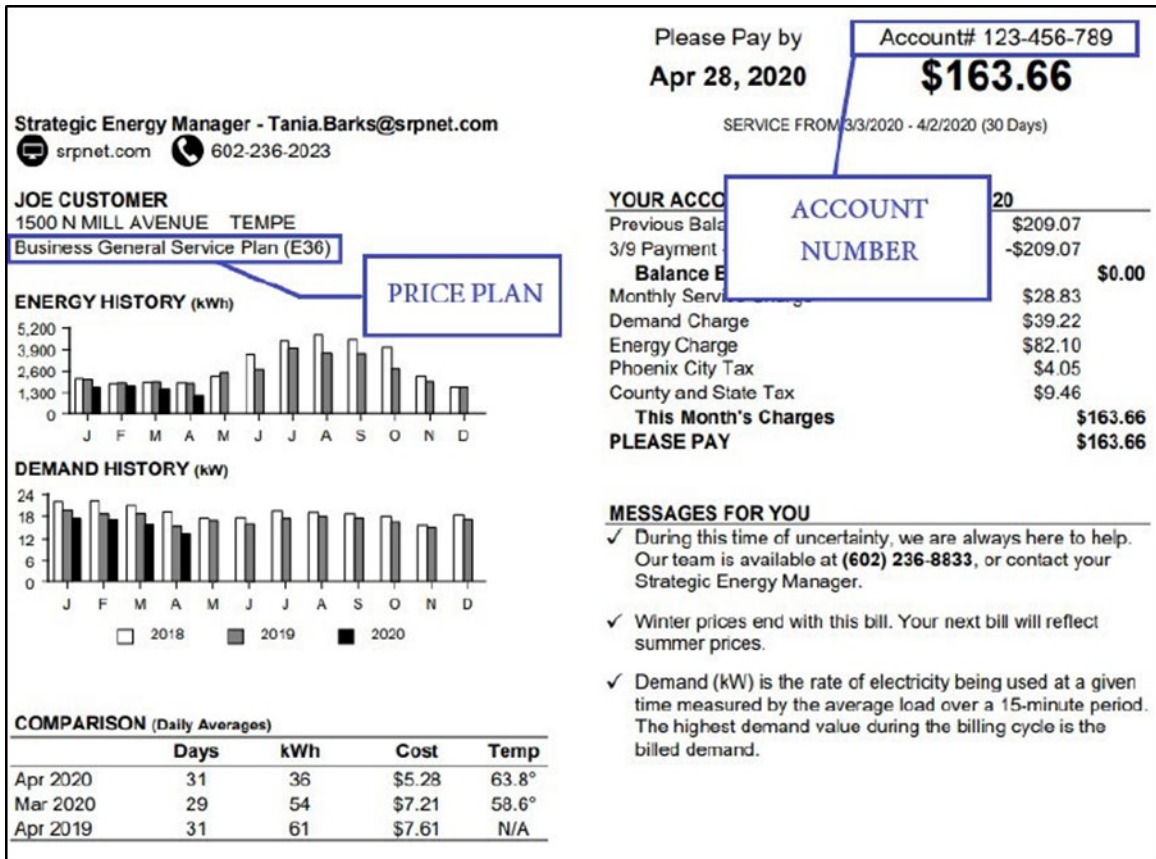 Please Pay by
Account# 123-456-789
Apr 28, 2020
$163.66
Strategic Energy Manager - Tania.Barks@srpnet.com
srpnet.com 602-236-2023
SERVICE FROM 3/3/2020 - 4/2/2020 (30 Days)
JOE CUSTOMER
1500 N MILL AVENUE TEMPE
Business General Service Plan (E36)
PRICE PLAN
ENERGY HISTORY (kWh)
5,200
3,900
2,600
1,300
0
J F M A M J J A S O N D
DEMAND HISTORY (kW)
24
18
12
6
0
J F M A M J J A S O N D
2018 2019 2020
COMPARISON (Daily Averages)
Days kWh Cost Temp
Apr 2020 31 36 $5.28 63.8°
Mar 2020 29 54 $7.21 58.6°
Apr 2019 31 61 $7.61 N/A
YOUR ACCO 20
ACCOUNT
NUMBER
Previous Bala $209.07
3/9 Payment -$209.07
Balance $0.00
Monthly $28.83
Demand Charge $39.22
Energy Charge $82.10
Phoenix City Tax $4.05
County and State Tax $9.46
This Month's Charges $163.66
PLEASE PAY $163.66
MESSAGES FOR YOU
✓ During this time of uncertainty, we are always here to help.
Our team is available at (602) 236-8833, or contact your
Strategic Energy Manager.
✓ Winter prices end with this bill. Your next bill will reflect
summer prices.
✓ Demand (kW) is the rate of electricity being used at a given
time measured by the average load over a 15-minute period.
The highest demand value during the billing cycle is the
billed demand.